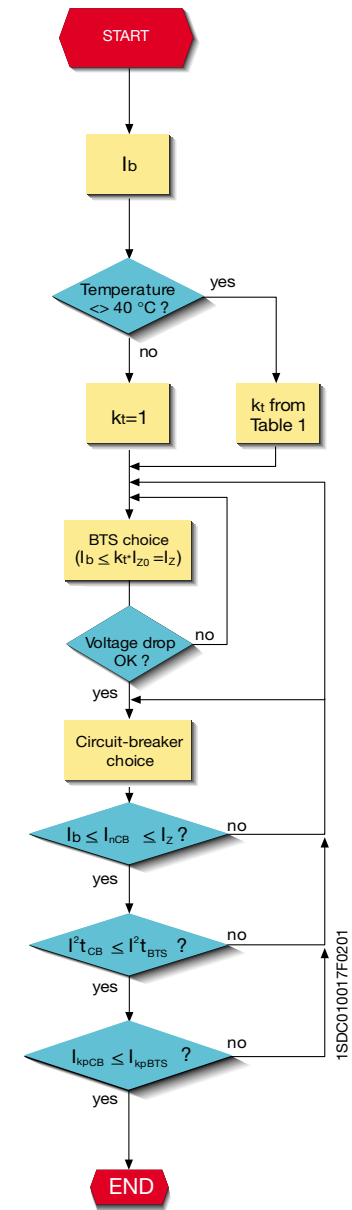 START
Ib
Temperature
<> 40 °C ?
yes
no
kt=1
kt from
Table 1
BTS choice
(Ib ≤ kt*IZ0 =IZ)
Voltage drop
OK ?
no
yes
Circuit-breaker
choice
Ib ≤ InCB ≤ IZ ?
no
yes
I²tCB ≤ I²tBTS ?
no
yes
IkpCB ≤ IkpBTS ?
no
yes
END
1SDC010017F0201